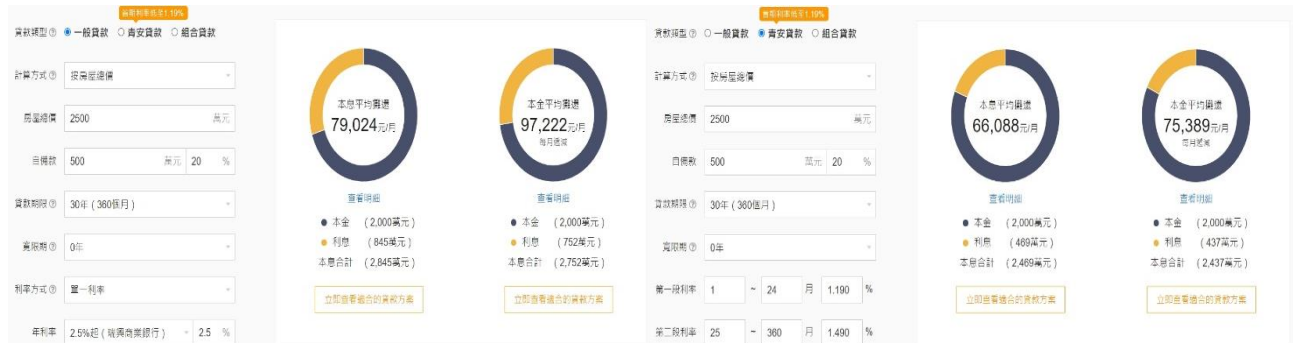 首期利率低至1.19%
貸款類型 ? 一般貸款 青安貸款 組合貸款
計算方式 ? 按房屋總價
房屋總價 2500 萬元
自備款 500 萬元 20 %
貸款期限 ? 30年 ( 360個月 )
寬限期 ? 0年
利率方式 ? 單一利率
年利率 2.5%起 ( 瑞興商業銀行 ) 2.5 %
本息平均攤還
79,024元/月
查看明細
本金 ( 2,000萬元 )
利息 ( 845萬元 )
本息合計 ( 2,845萬元 )
立即查看適合的貸款方案
本金平均攤還
97,222元/月
每月遞減
查看明細
本金 ( 2,000萬元 )
利息 ( 752萬元 )
本息合計 ( 2,752萬元 )
立即查看適合的貸款方案
首期利率低至1.19%
貸款類型 ? 一般貸款 青安貸款 組合貸款
計算方式 ? 按房屋總價
房屋總價 2500 萬元
自備款 500 萬元 20 %
貸款期限 ? 30年 ( 360個月 )
寬限期 ? 0年
第一段利率 1 ~ 24 月 1.190 %
第二段利率 25 ~ 360 月 1.490 %
本息平均攤還
66,088元/月
查看明細
本金 ( 2,000萬元 )
利息 ( 469萬元 )
本息合計 ( 2,469萬元 )
立即查看適合的貸款方案
本金平均攤還
75,389元/月
每月遞減
查看明細
本金 ( 2,000萬元 )
利息 ( 437萬元 )
本息合計 ( 2,437萬元 )
立即查看適合的貸款方案